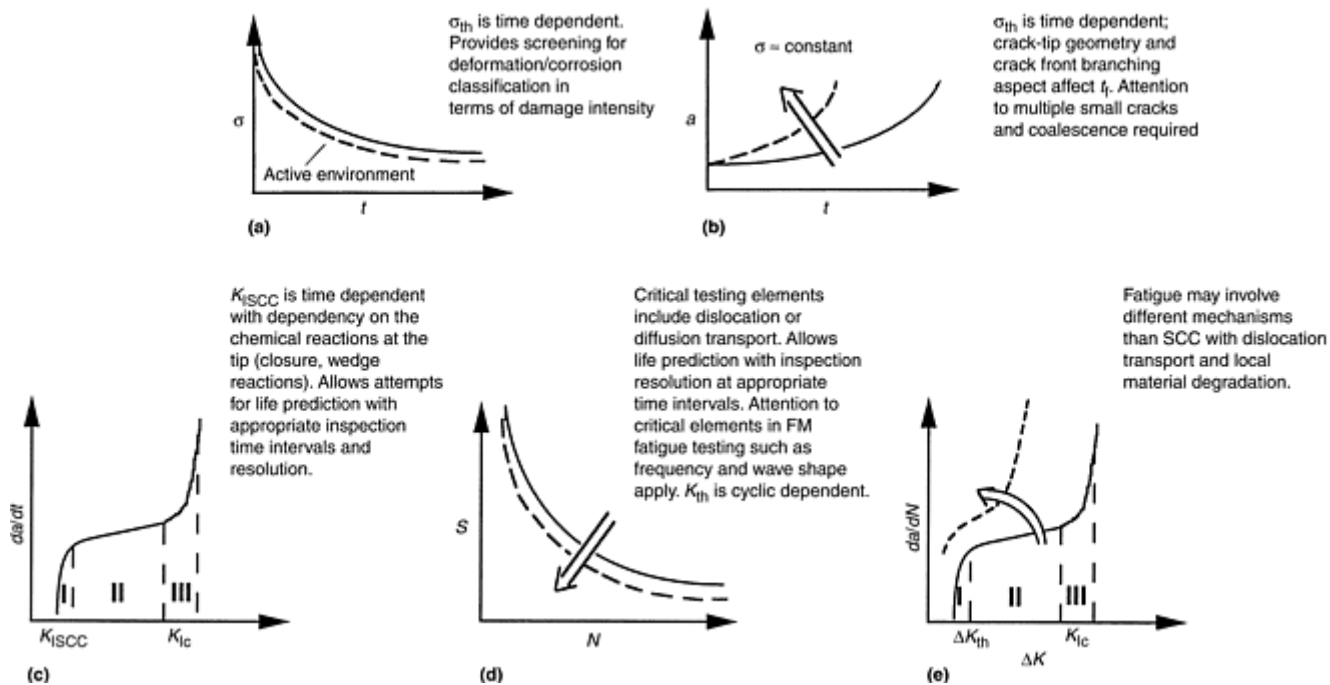 σth is time dependent.
Provides screening for
deformation/corrosion
classification in
terms of damage intensity
σ
Active environment
t
(a)
σth is time dependent;
crack-tip geometry and
crack front branching
aspect affect tf. Attention
to multiple small cracks
and coalescence required
σ = constant
a
t
(b)
KISCC is time dependent
with dependency on the
chemical reactions at the
tip (closure, wedge
reactions). Allows attempts
for life prediction with
appropriate inspection
time intervals and
resolution.
da/dt
I II III
KISCC KIc
(c)
Critical testing elements
include dislocation or
diffusion transport. Allows
life prediction with inspection
resolution at appropriate
time intervals. Attention to
critical elements in FM
fatigue testing such as
frequency and wave shape
apply. Kth is cyclic dependent.
S
N
(d)
Fatigue may involve
different mechanisms
than SCC with dislocation
transport and local
material degradation.
da/dN
I II III
ΔKth KIc
ΔK
(e)